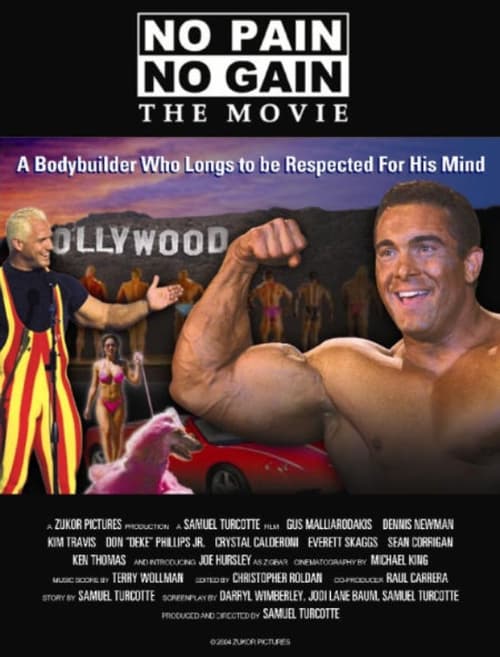 NO PAIN
NO GAIN
THE MOVIE
A Bodybuilder Who Longs to be Respected For His Mind
OLLYWOOD
A ZUKOR PICTURES PRODUCTION A SAMUEL TURCOTTE FILM GUS MALLIARODAKIS DENNIS NEWMAN
KIM TRAVIS DON "DEKE" PHILLIPS JR. CRYSTAL CALDERONI EVERETT SKAGGS SEAN CORRIGAN
KEN THOMAS AND INTRODUCING JOE HURSLEY AS ZIGBAR CINEMATOGRAPHY BY MICHAEL KING
MUSIC SCORE BY TERRY WOLLMAN EDITED BY CHRISTOPHER ROLDAN CO-PRODUCER RAUL CARRERA
STORY BY SAMUEL TURCOTTE SCREENPLAY BY DARRYL WIMBERLEY, JODI LANE BAUM, SAMUEL TURCOTTE
PRODUCED AND DIRECTED BY SAMUEL TURCOTTE
©2004 ZUKOR PICTURES